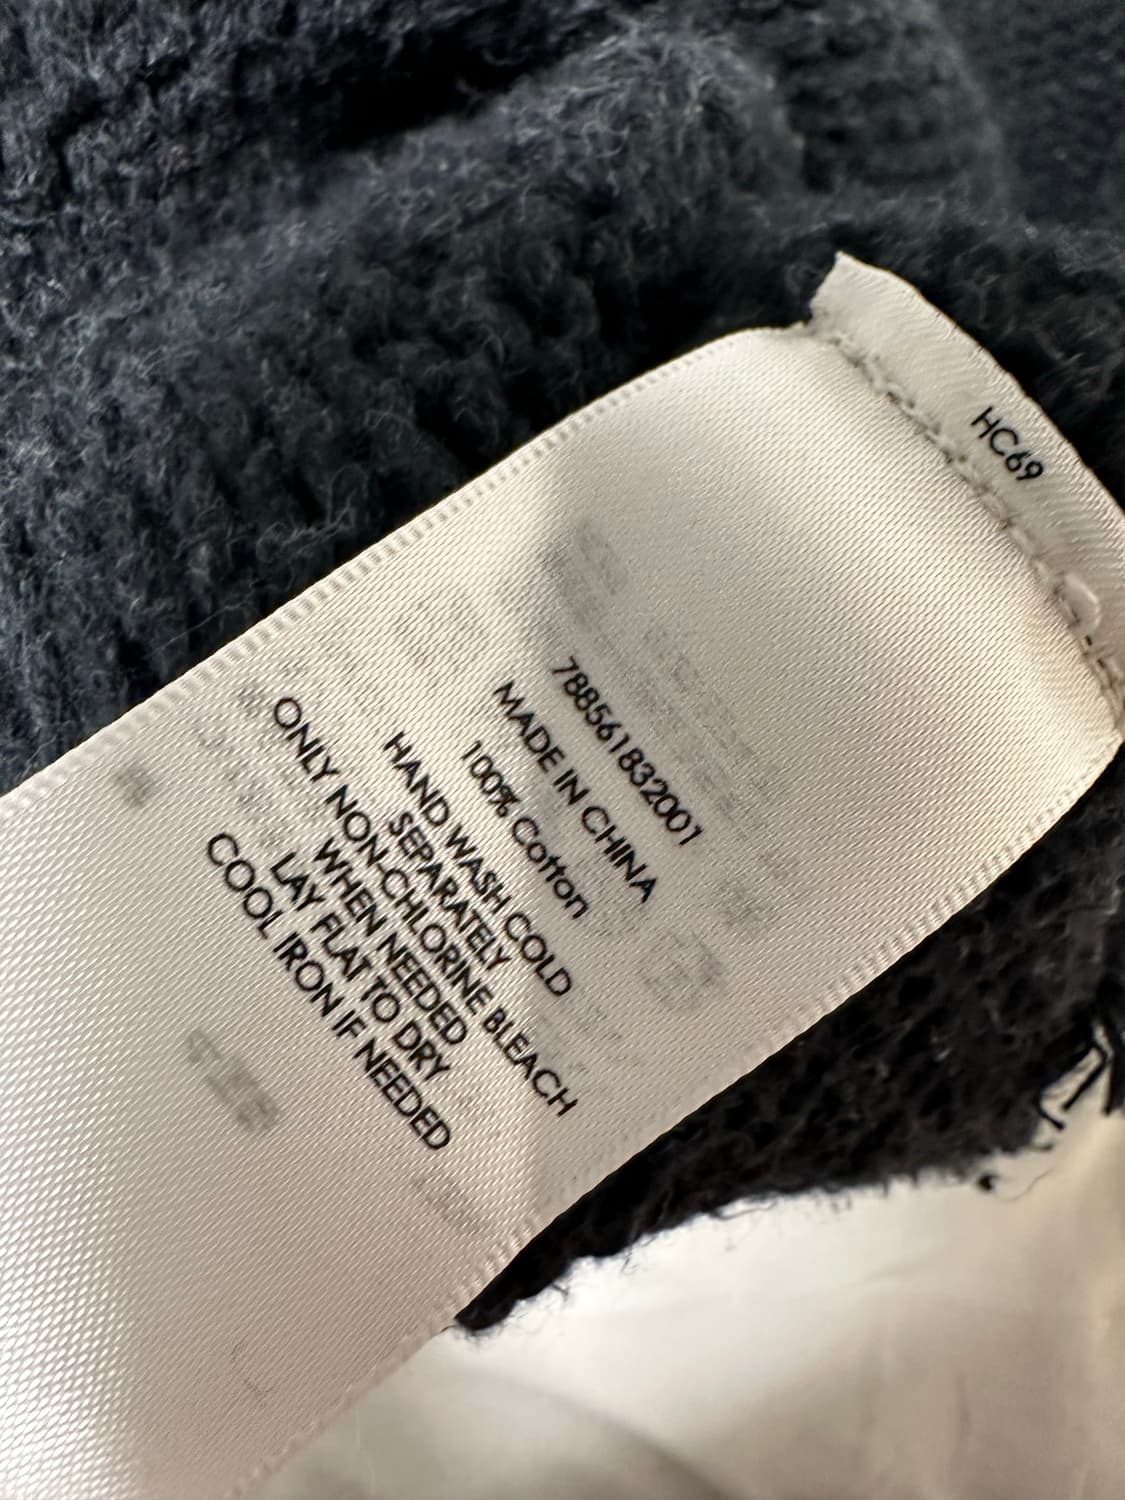 HC69
788561832001
MADE IN CHINA
100% Cotton
HAND WASH COLD
SEPARATELY
ONLY NON-CHLORINE BLEACH
WHEN NEEDED
LAY FLAT TO DRY
COOL IRON IF NEEDED